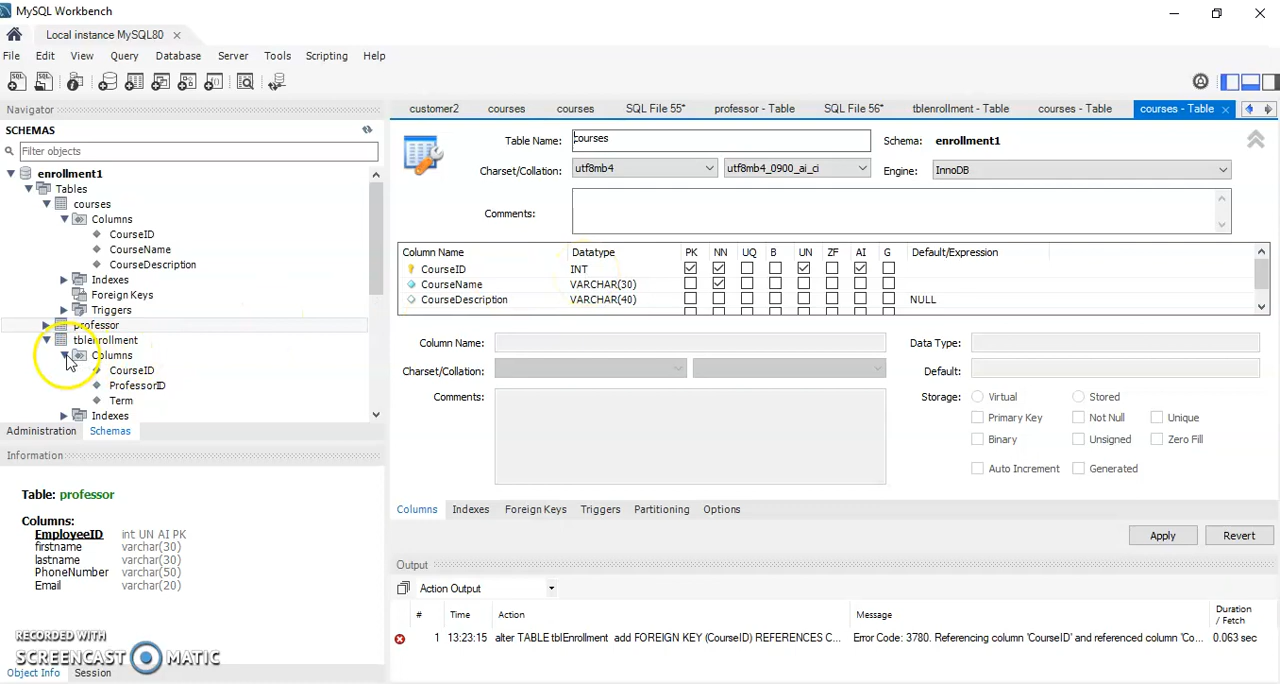 MySQL Workbench
Local instance MySQL80
File Edit View Query Database Server Tools Scripting Help
Navigator
SCHEMAS
Filter objects
enrollment1
Tables
courses
Columns
CourseID
CourseName
CourseDescription
Indexes
Foreign Keys
Triggers
professor
tblenrollment
Columns
CourseID
ProfessorID
Term
Indexes
Administration Schemas
Information
Table: professor
Columns:
EmployeeID int UN AI PK
firstname varchar(30)
lastname varchar(30)
PhoneNumber varchar(50)
Email varchar(20)
RECORDED WITH
SCREENCAST MATIC
Object Info Session
customer2 courses courses SQL File 55* professor - Table SQL File 56* tblenrollment - Table courses - Table courses - Table
Table Name: courses Schema: enrollment1
Charset/Collation: utf8mb4 utf8mb4_0900_ai_ci Engine: InnoDB
Comments:
Column Name Datatype PK NN UQ B UN ZF AI G Default/Expression
CourseID INT
CourseName VARCHAR(30)
CourseDescription VARCHAR(40) NULL
Column Name: Data Type:
Charset/Collation: Default:
Comments: Storage: Virtual Stored
Primary Key Not Null Unique
Binary Unsigned Zero Fill
Auto Increment Generated
Columns Indexes Foreign Keys Triggers Partitioning Options
Apply Revert
Output
Action Output
# Time Action Message Duration / Fetch
1 13:23:15 alter TABLE tblEnrollment add FOREIGN KEY (CourseID) REFERENCES C... Error Code: 3780. Referencing column 'CourseID' and referenced column 'Co... 0.063 sec